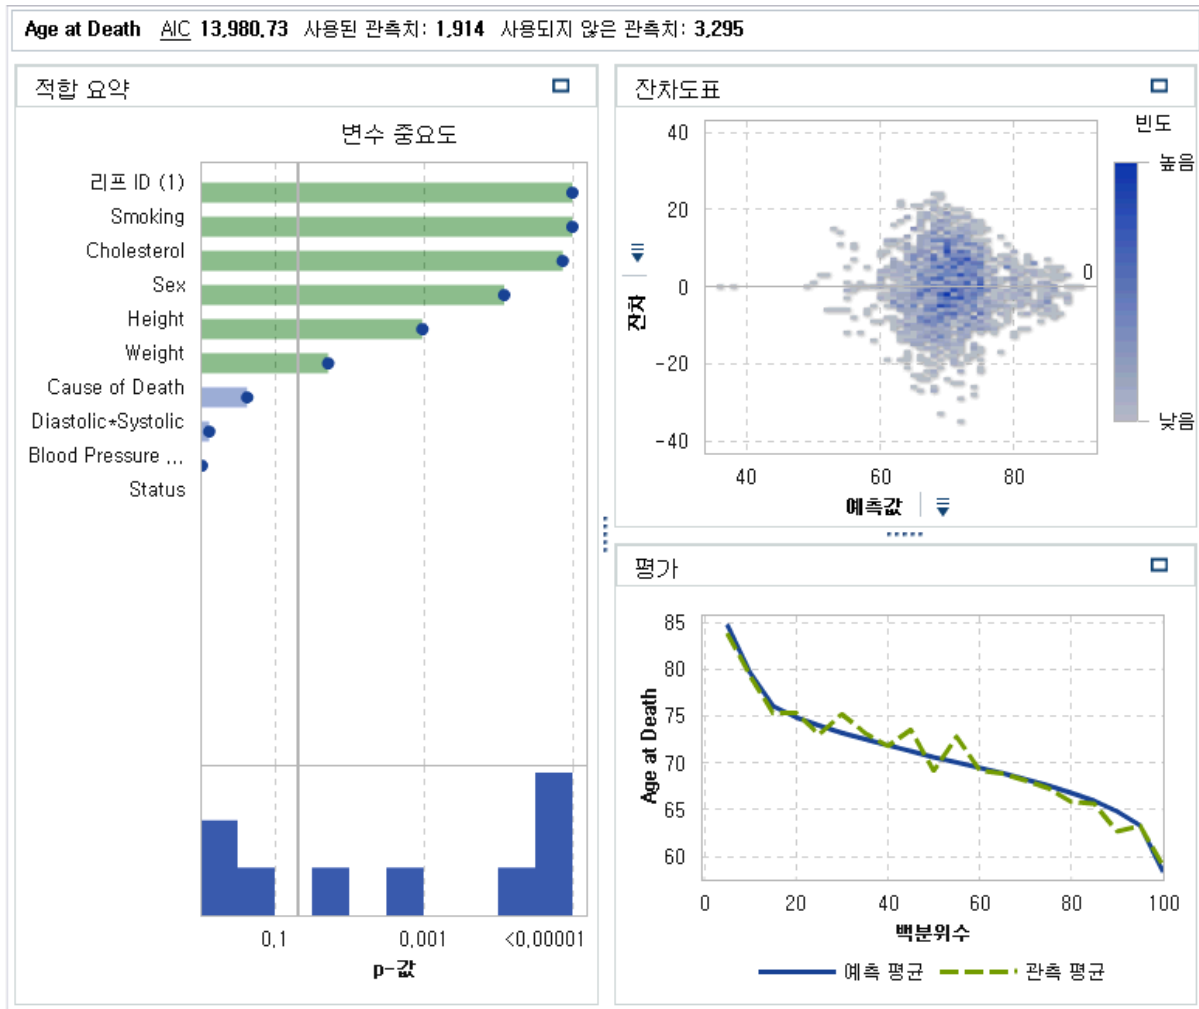 Age at Death AIC 13,980.73 사용된 관측치: 1,914 사용되지 않은 관측치: 3,295
적합 요약
변수 중요도
리프 ID (1)
Smoking
Cholesterol
Sex
Height
Weight
Cause of Death
Diastolic*Systolic
Blood Pressure ...
Status
0.1 0.001 <0.00001
p-값
잔차도표
빈도
높음
낮음
40
20
0
-20
-40
0
잔차
40 60 80
예측값
평가
85
80
75
70
65
60
Age at Death
0 20 40 60 80 100
백분위수
예측 평균 관측 평균